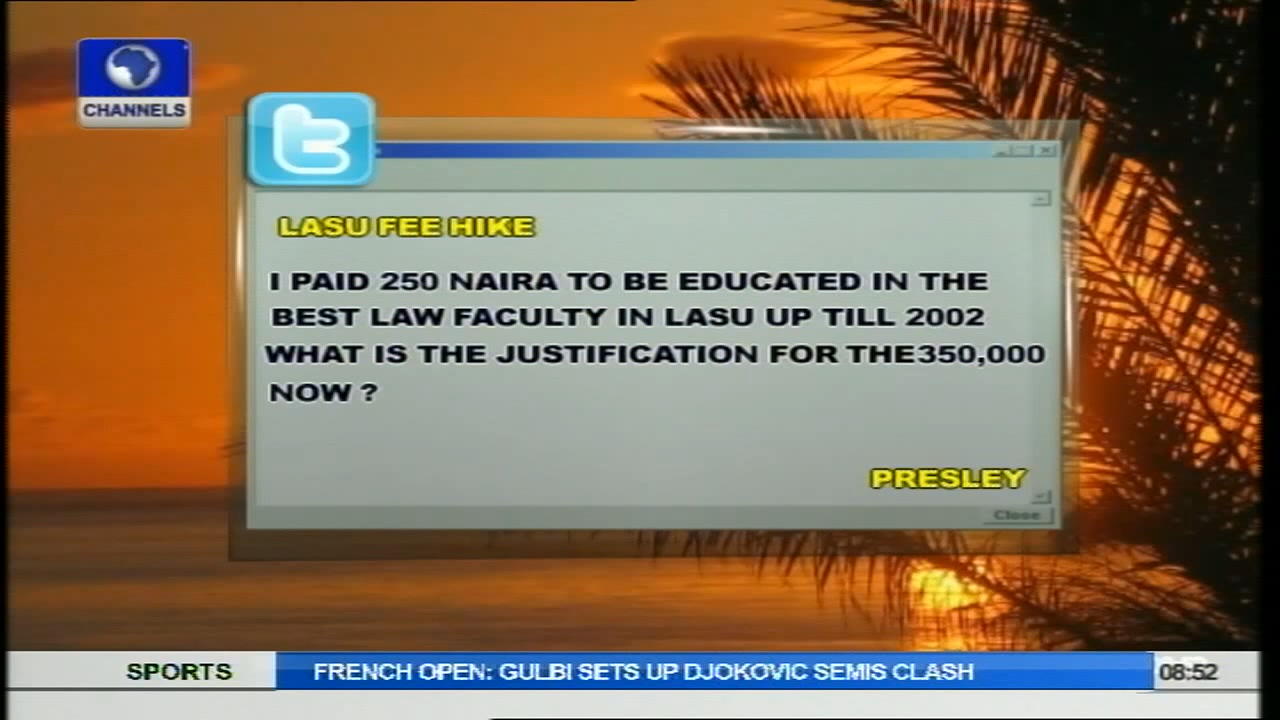 CHANNELS
LASU FEE HIKE
I PAID 250 NAIRA TO BE EDUCATED IN THE
BEST LAW FACULTY IN LASU UP TILL 2002
WHAT IS THE JUSTIFICATION FOR THE350,000
NOW ?
PRESLEY
Close
SPORTS
FRENCH OPEN: GULBI SETS UP DJOKOVIC SEMIS CLASH
08:52